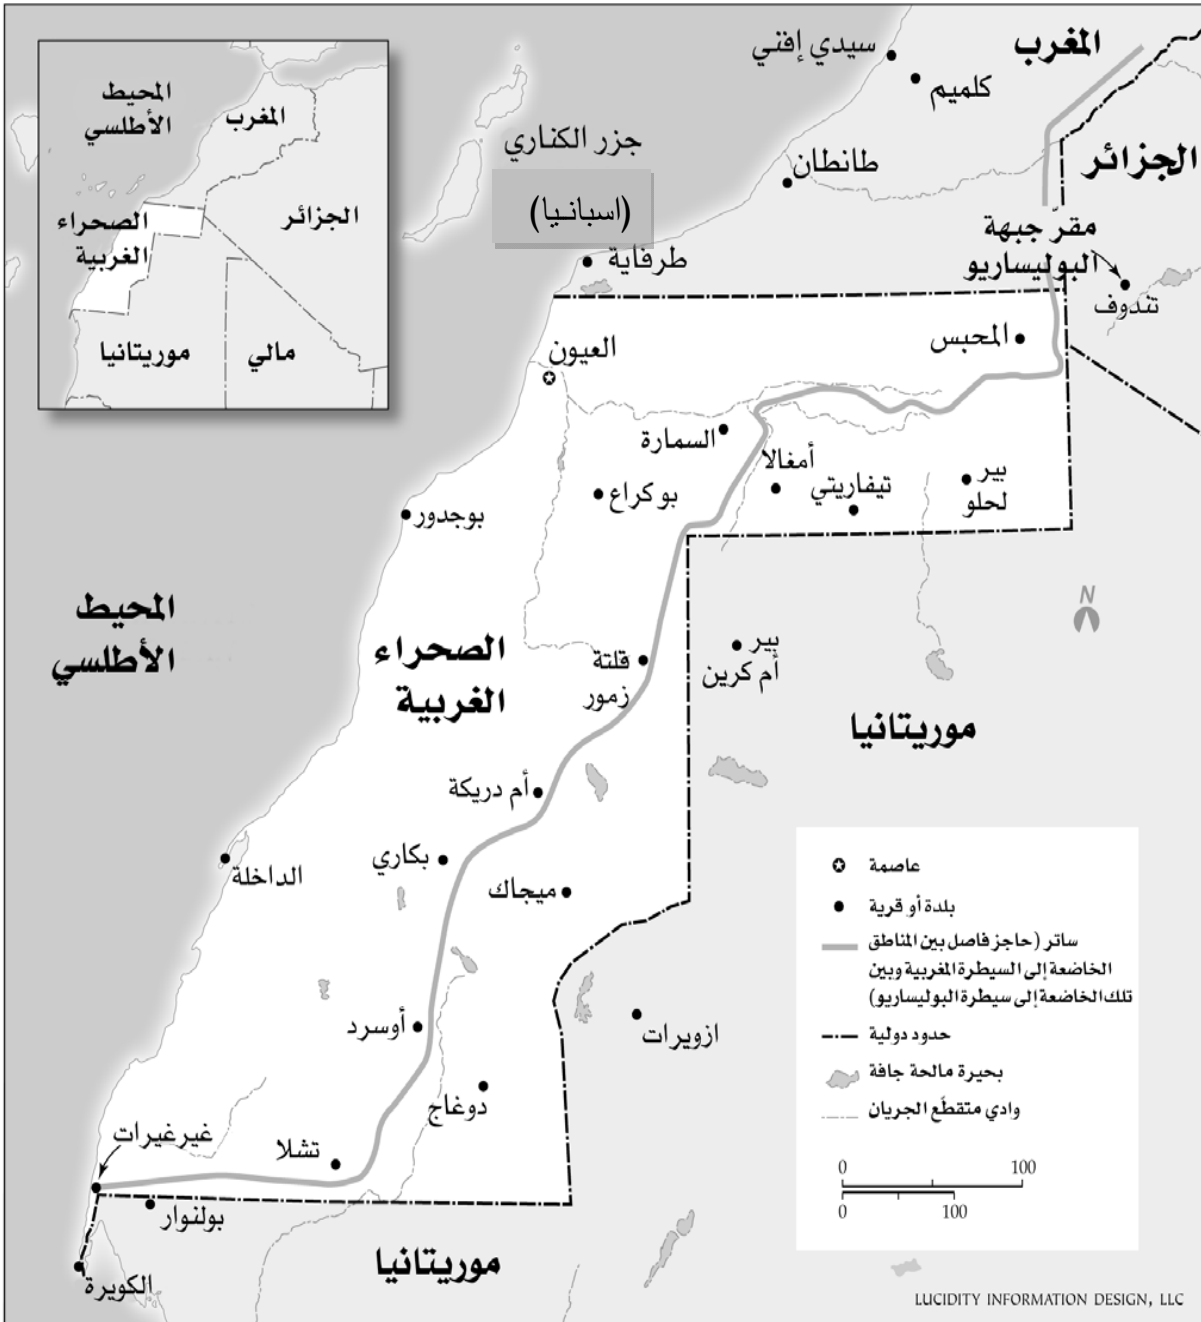 المحيط
الأطلسي
المغرب
الجزائر
الصحراء
الغربية
موريتانيا
مالي
سيدي إفني
المغرب
كلميم
جزر الكناري
(اسبانيا)
طانطان
الجزائر
مقرّ جبهة
البوليساريو
طرفاية
تندوف
العيون
المحبس
السمارة
أمغالا
بوكراع
تيفاريتي
بير
لحلو
بوجدور
المحيط
الأطلسي
الصحراء
الغربية
قلتة
زمور
بير
أم كرين
موريتانيا
أم دريكة
بكاري
الداخلة
ميجاك
أوسرد
ازويرات
دوغاج
غيرغيرات
تشلا
بولنوار
الكويرة
موريتانيا
N
عاصمة
بلدة أو قرية
ساتر (حاجز فاصل بين المناطق
الخاضعة إلى السيطرة المغربية وبين
تلك الخاضعة إلى سيطرة البوليساريو)
حدود دولية
بحيرة مالحة جافة
وادي متقطّع الجريان
0 100
0 100
LUCIDITY INFORMATION DESIGN, LLC